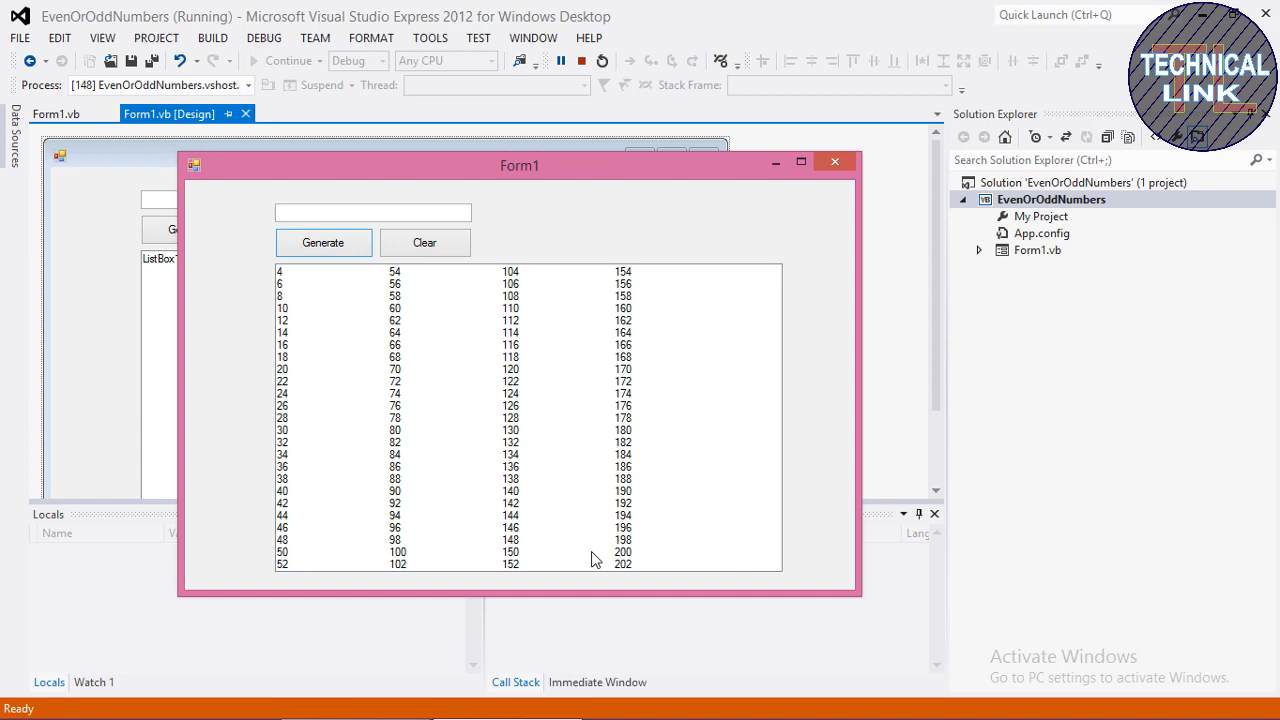 EvenOrOddNumbers (Running) - Microsoft Visual Studio Express 2012 for Windows Desktop
Quick Launch (Ctrl+Q)
FILE EDIT VIEW PROJECT BUILD DEBUG TEAM FORMAT TOOLS TEST WINDOW HELP
Continue Debug Any CPU
Process: [148] EvenOrOddNumbers.vshost. Suspend Thread: Stack Frame:
TECHNICAL
LINK
Form1.vb Form1.vb [Design]
Solution Explorer
Data Sources
Search Solution Explorer (Ctrl+;)
Solution 'EvenOrOddNumbers' (1 project)
EvenOrOddNumbers
My Project
App.config
Form1.vb
ListBox
Form1
Generate Clear
4 54 104 154
6 56 106 156
8 58 108 158
10 60 110 160
12 62 112 162
14 64 114 164
16 66 116 166
18 68 118 168
20 70 120 170
22 72 122 172
24 74 124 174
26 76 126 176
28 78 128 178
30 80 130 180
32 82 132 182
34 84 134 184
36 86 136 186
38 88 138 188
40 90 140 190
42 92 142 192
44 94 144 194
46 96 146 196
48 98 148 198
50 100 150 200
52 102 152 202
Locals
Name
Lang
Locals Watch 1
Call Stack Immediate Window
Activate Windows
Go to PC settings to activate Windows.
Ready